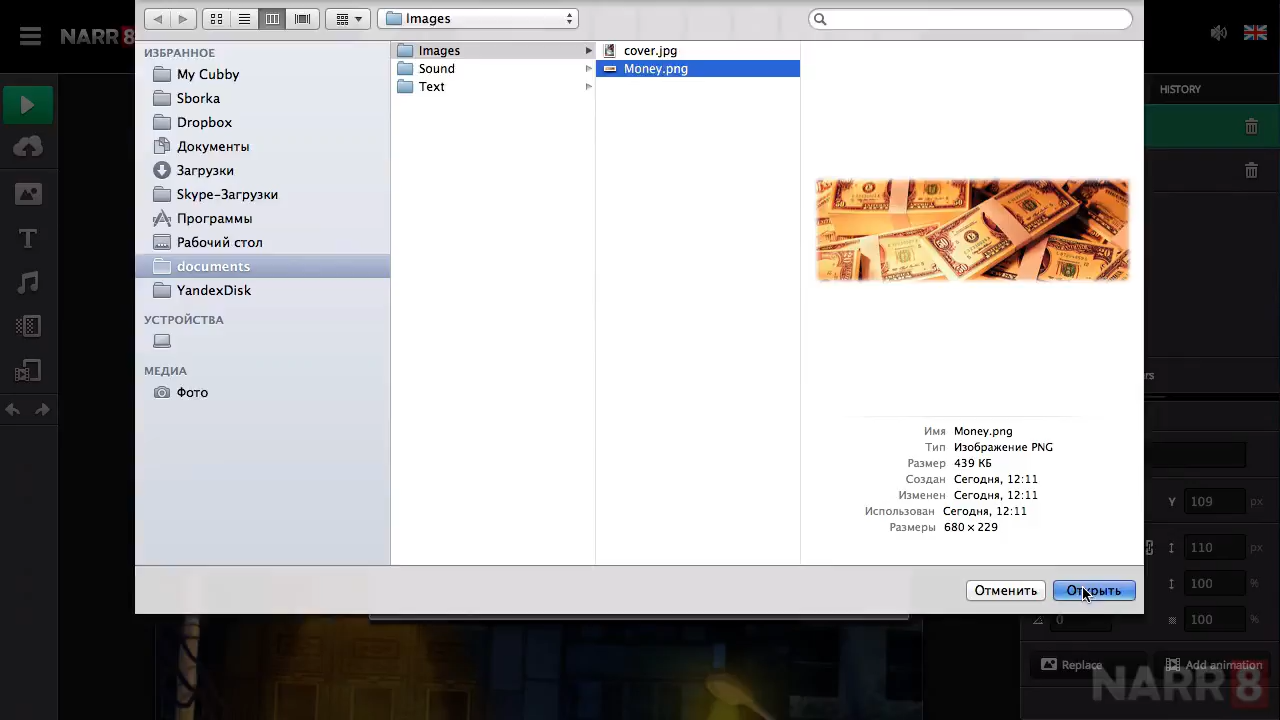 NARR8
Images
ИЗБРАННОЕ
My Cubby
Sborka
Dropbox
Документы
Загрузки
Skype-Загрузки
Программы
Рабочий стол
documents
YandexDisk
УСТРОЙСТВА
МЕДИА
Фото
Images
Sound
Text
cover.jpg
Money.png
Имя Money.png
Тип Изображение PNG
Размер 439 КБ
Создан Сегодня, 12:11
Изменен Сегодня, 12:11
Использован Сегодня, 12:11
Размеры 680 × 229
Отменить
Открыть
HISTORY
Y 109 px
110 px
100 %
0 100 %
Replace
Add animation
NARR8